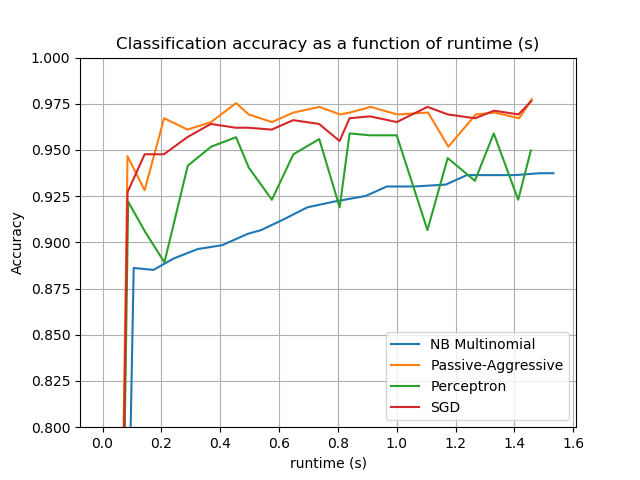 Classification accuracy as a function of runtime (s)
1.000
0.975
0.950
0.925
0.900
0.875
0.850
0.825
0.800
Accuracy
NB Multinomial
Passive-Aggressive
Perceptron
SGD
0.0 0.2 0.4 0.6 0.8 1.0 1.2 1.4 1.6
runtime (s)